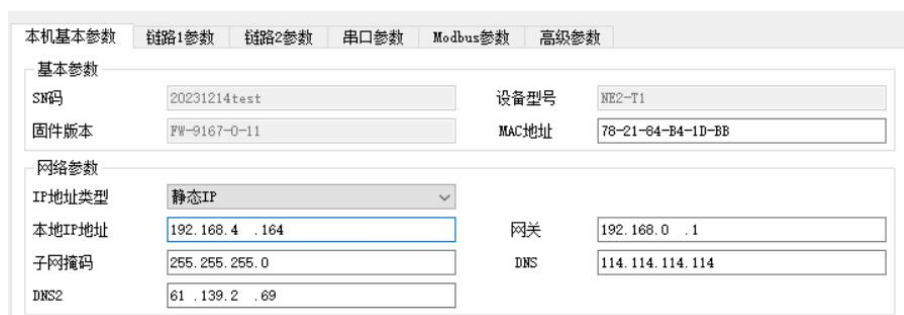 本机基本参数 链路1参数 链路2参数 串口参数 Modbus参数 高级参数
基本参数
SN码 20231214test 设备型号 NE2-T1
固件版本 FW-9167-0-11 MAC地址 78-21-84-B4-1D-BB
网络参数
IP地址类型 静态IP
本地IP地址 192.168.4 .164 网关 192.168.0 .1
子网掩码 255.255.255.0 DNS 114.114.114.114
DNS2 61 .139.2 .69